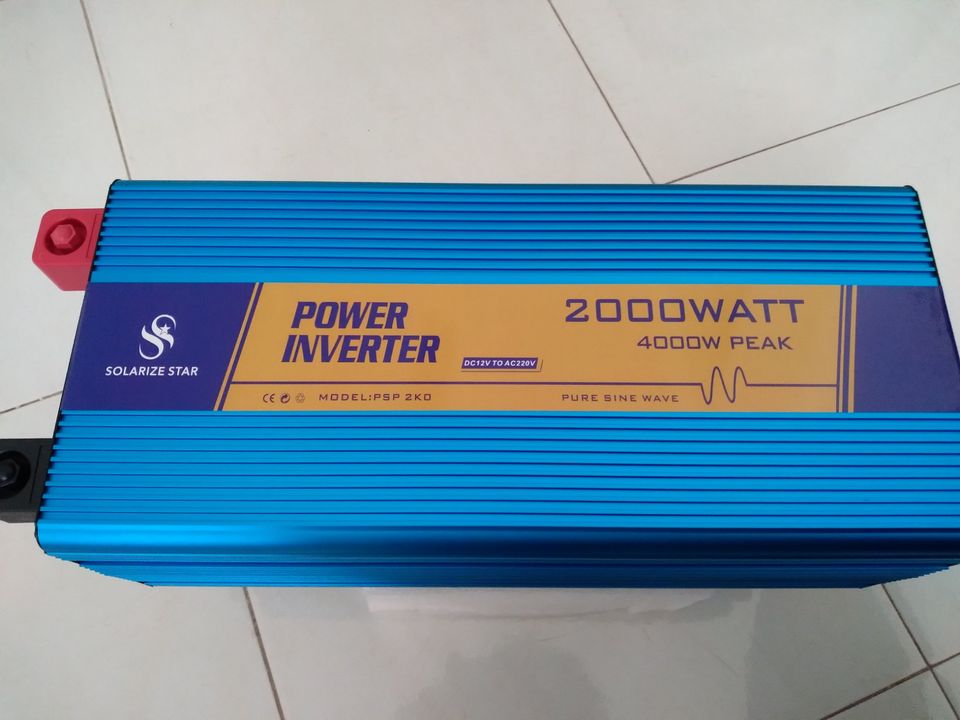 SOLARIZE STAR
POWER
INVERTER
DC12V TO AC220V
2000WATT
4000W PEAK
CE MODEL:PSP 2K0
PURE SINE WAVE